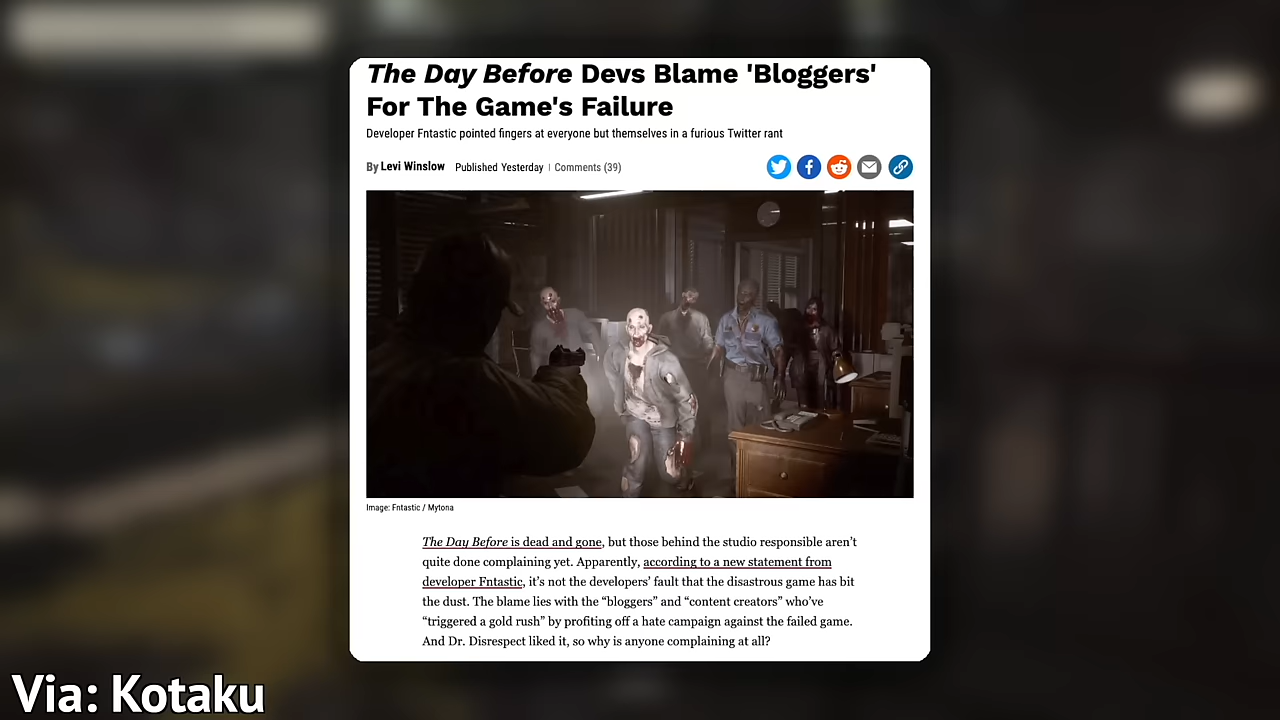 The Day Before Devs Blame 'Bloggers'
For The Game's Failure
Developer Fntastic pointed fingers at everyone but themselves in a furious Twitter rant
By Levi Winslow Published Yesterday | Comments (39)
Image: Fntastic / Mytona
The Day Before is dead and gone, but those behind the studio responsible aren’t
quite done complaining yet. Apparently, according to a new statement from
developer Fntastic, it’s not the developers’ fault that the disastrous game has bit
the dust. The blame lies with the “bloggers” and “content creators” who’ve
“triggered a gold rush” by profiting off a hate campaign against the failed game.
And Dr. Disrespect liked it, so why is anyone complaining at all?
Via: Kotaku